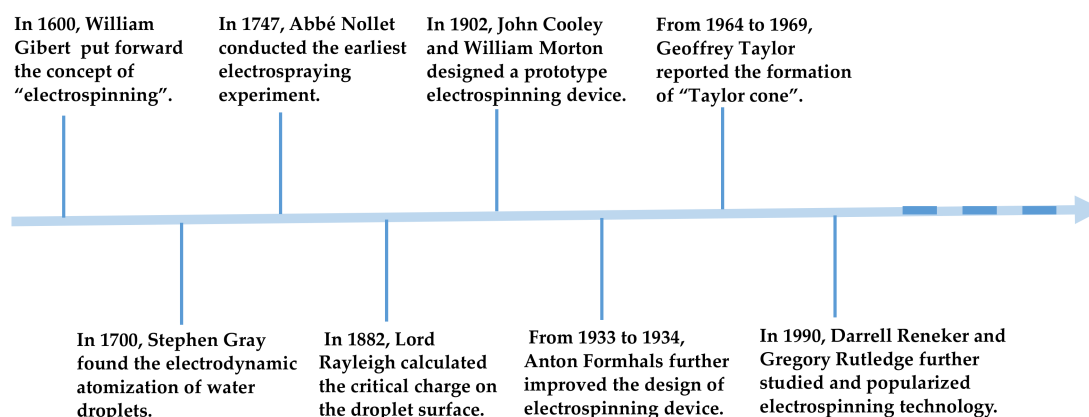 In 1600, William
Gibert  put forward
the concept of
“electrospinning”.
In 1747, Abbé Nollet
conducted the earliest
electrospraying
experiment.
In 1902, John Cooley
and William Morton
designed a prototype
electrospinning device.
From 1964 to 1969,
Geoffrey Taylor
reported the formation
of “Taylor cone”.
In 1700, Stephen Gray
found the electrodynamic
atomization of water
droplets.
In 1882, Lord
Rayleigh calculated
the critical charge on
the droplet surface.
From 1933 to 1934,
Anton Formhals further
improved the design of
electrospinning device.
In 1990, Darrell Reneker and
Gregory Rutledge further
studied and popularized
electrospinning technology.